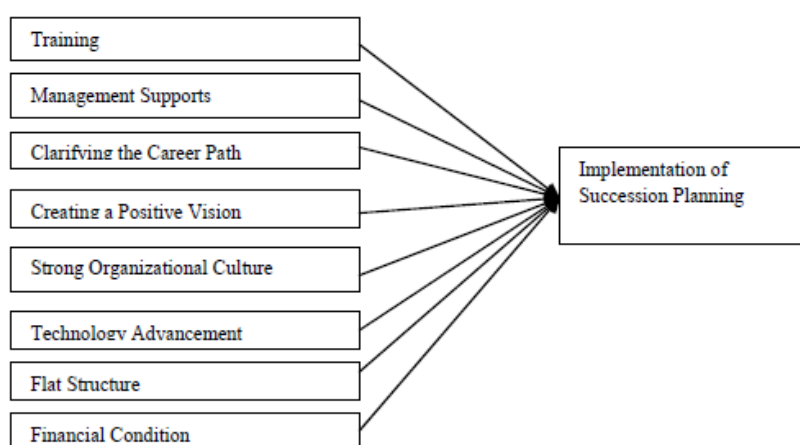 Training
Management Supports
Clarifying the Career Path
Creating a Positive Vision
Strong Organizational Culture
Technology Advancement
Flat Structure
Financial Condition
Implementation of
Succession Planning